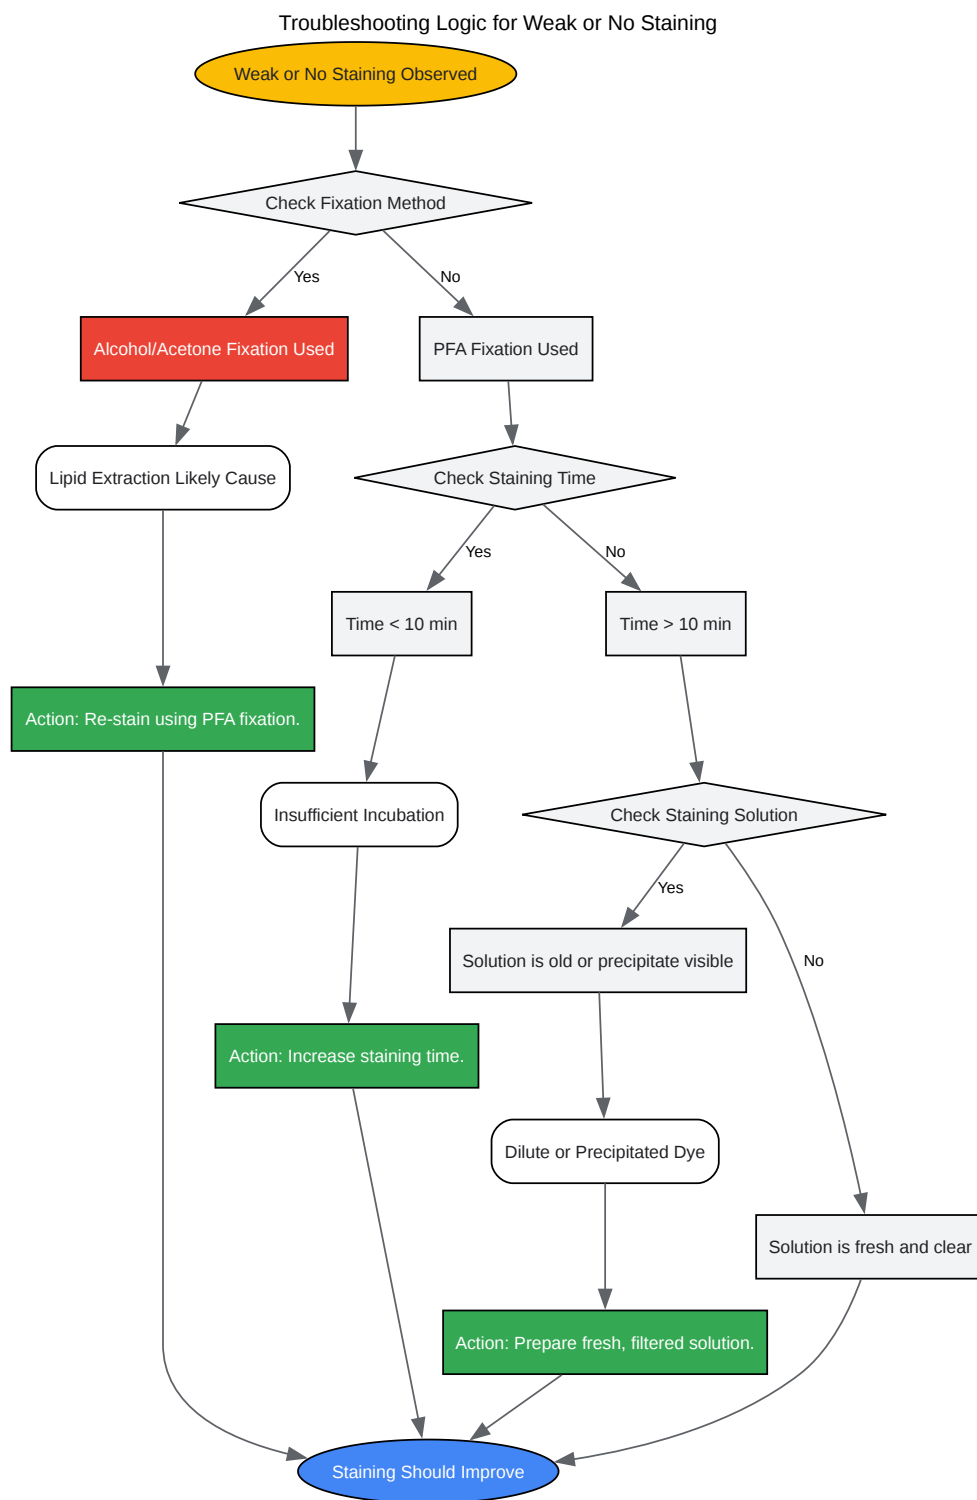 Troubleshooting Logic for Weak or No Staining
Weak or No Staining Observed
Check Fixation Method
Yes
No
Alcohol/Acetone Fixation Used
PFA Fixation Used
Lipid Extraction Likely Cause
Check Staining Time
Yes
No
Time < 10 min
Time > 10 min
Action: Re-stain using PFA fixation.
Insufficient Incubation
Check Staining Solution
Yes
Solution is old or precipitate visible
No
Action: Increase staining time.
Dilute or Precipitated Dye
Solution is fresh and clear
Action: Prepare fresh, filtered solution.
Staining Should Improve